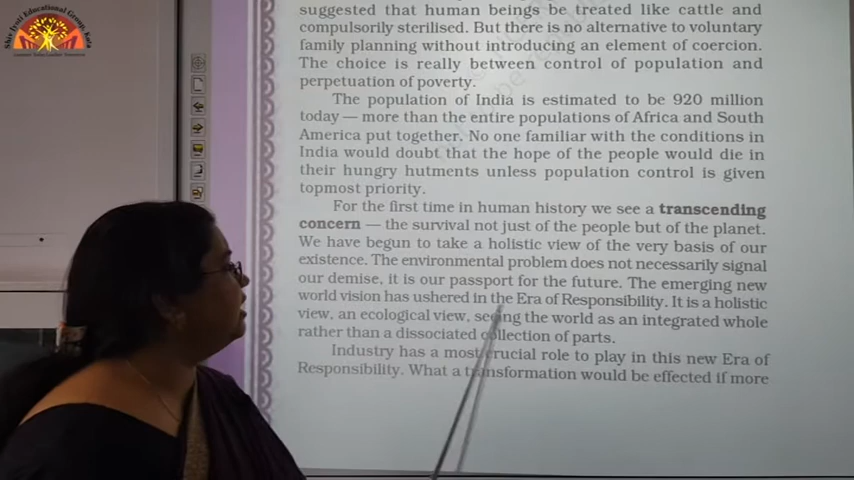 Shiv Jyoti Educational Group, Kota
suggested that human beings be treated like cattle and
compulsorily sterilised. But there is no alternative to voluntary
family planning without introducing an element of coercion.
The choice is really between control of population and
perpetuation of poverty.
The population of India is estimated to be 920 million
today — more than the entire populations of Africa and South
America put together. No one familiar with the conditions in
India would doubt that the hope of the people would die in
their hungry hutments unless population control is given
topmost priority.
For the first time in human history we see a transcending
concern — the survival not just of the people but of the planet.
We have begun to take a holistic view of the very basis of our
existence. The environmental problem does not necessarily signal
our demise, it is our passport for the future. The emerging new
world vision has ushered in the Era of Responsibility. It is a holistic
view, an ecological view, seeing the world as an integrated whole
rather than a dissociated collection of parts.
Industry has a most crucial role to play in this new Era of
Responsibility. What a transformation would be effected if more